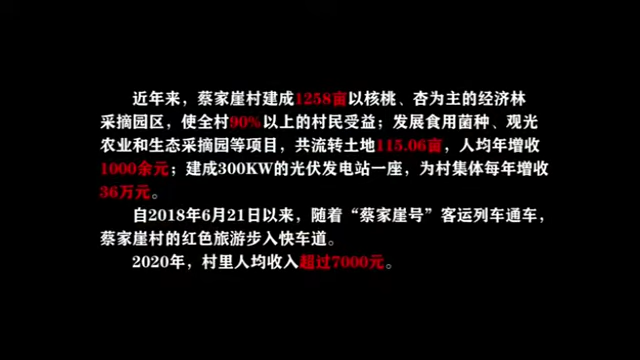 近年来，蔡家崖村建成1258亩以核桃、杏为主的经济林
采摘园区，使全村90%以上的村民受益；发展食用菌种、观光
农业和生态采摘园等项目，共流转土地115.06亩，人均年增收
1000余元；建成300KW的光伏发电站一座，为村集体每年增收
36万元。
自2018年6月21日以来，随着“蔡家崖号”客运列车通车，
蔡家崖村的红色旅游步入快车道。
2020年，村里人均收入超过7000元。